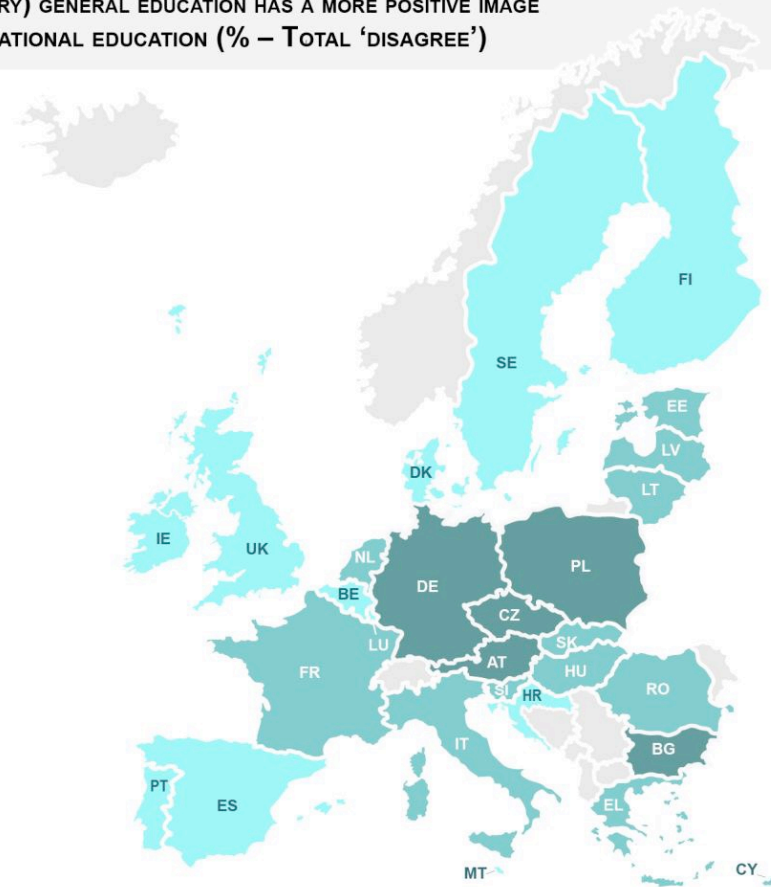 RY) GENERAL EDUCATION HAS A MORE POSITIVE IMAGE
ATIONAL EDUCATION (% – TOTAL ‘DISAGREE’)
FI
SE
EE
LV
LT
DK
IE
UK
NL
BE
DE
PL
CZ
LU
AT
SK
FR
SI
HR
HU
RO
IT
BG
PT
ES
EL
MT
CY